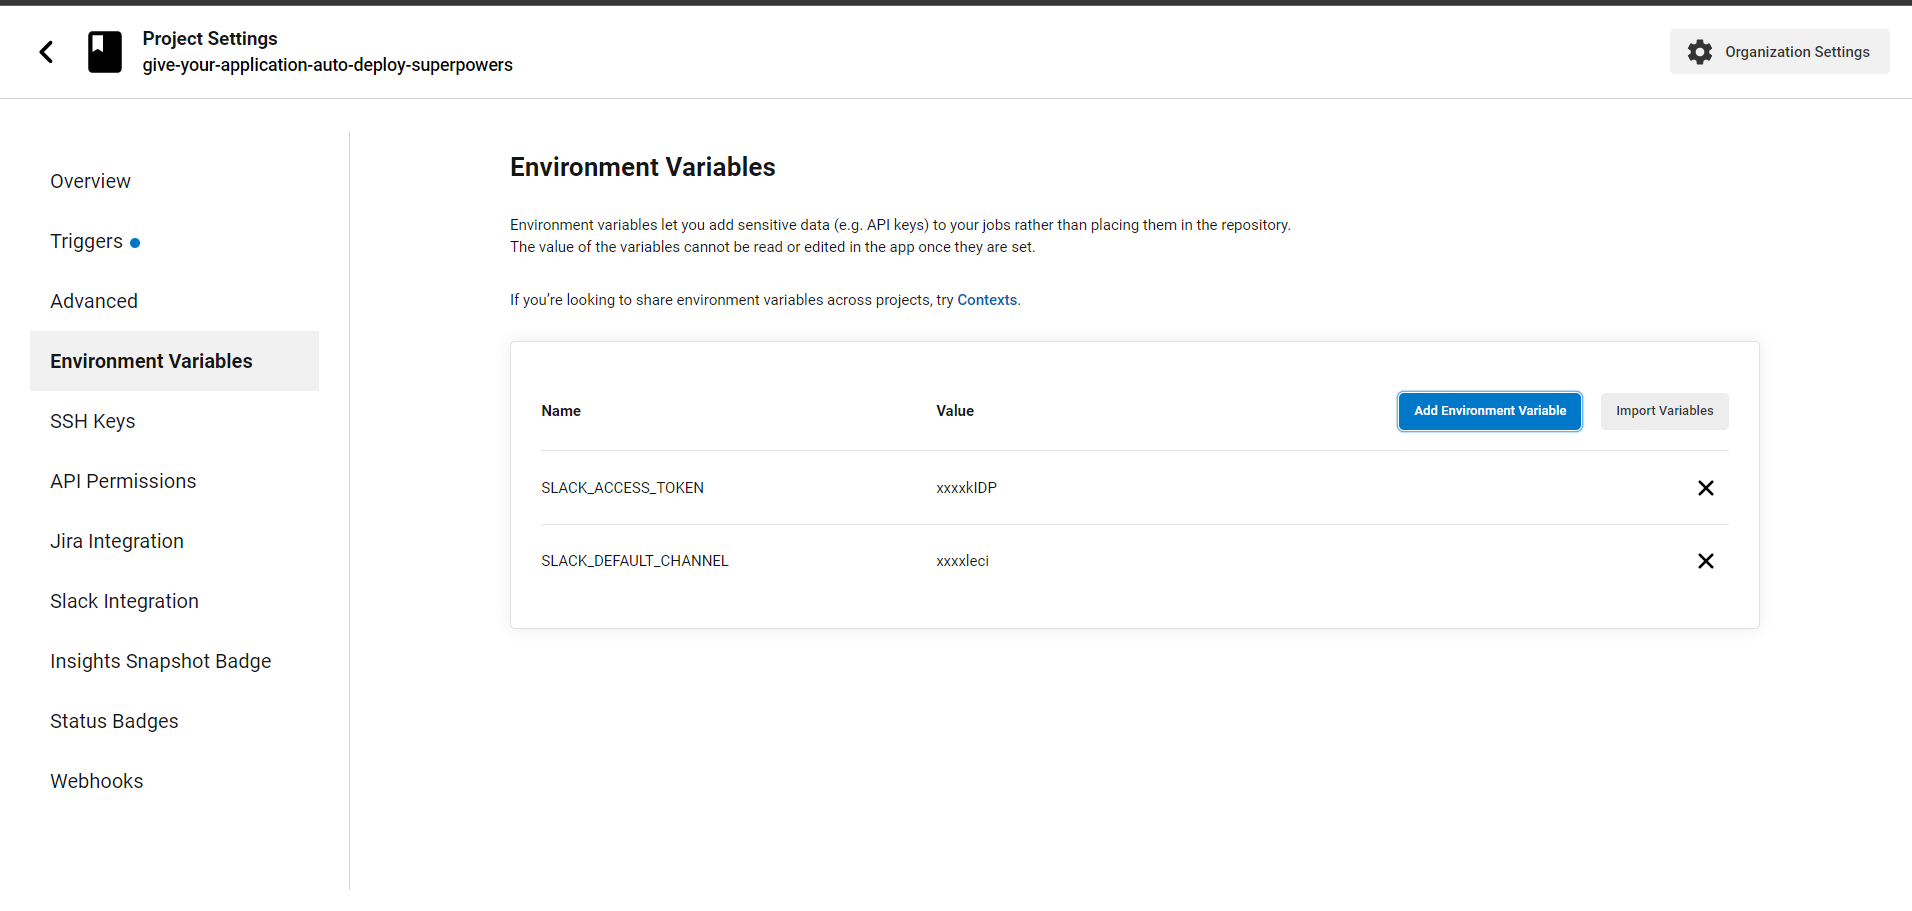 Project Settings
give-your-application-auto-deploy-superpowers
Organization Settings
Overview
Triggers
Advanced
Environment Variables
SSH Keys
API Permissions
Jira Integration
Slack Integration
Insights Snapshot Badge
Status Badges
Webhooks
Environment Variables
Environment variables let you add sensitive data (e.g. API keys) to your jobs rather than placing them in the repository.
The value of the variables cannot be read or edited in the app once they are set.
If you’re looking to share environment variables across projects, try Contexts.
Name Value Add Environment Variable Import Variables
SLACK_ACCESS_TOKEN xxxxkIDP
SLACK_DEFAULT_CHANNEL xxxxleci